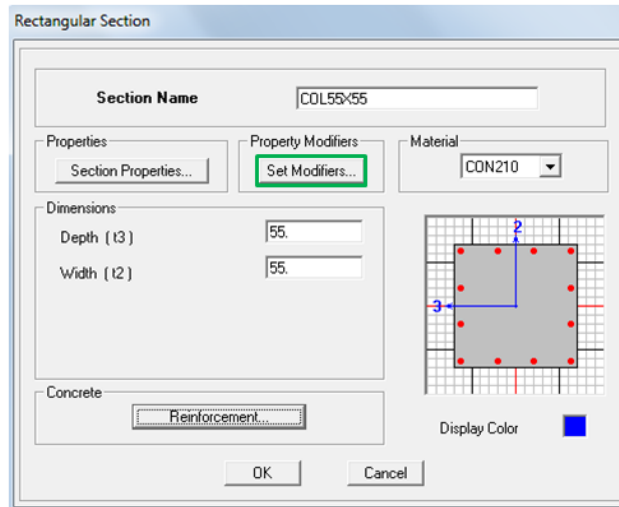 Rectangular Section
Section Name
COL55X55
Properties
Section Properties...
Property Modifiers
Set Modifiers...
Material
CON210
Dimensions
Depth ( t3 )
55.
Width ( t2 )
55.
2
3
Concrete
Reinforcement...
Display Color
OK
Cancel